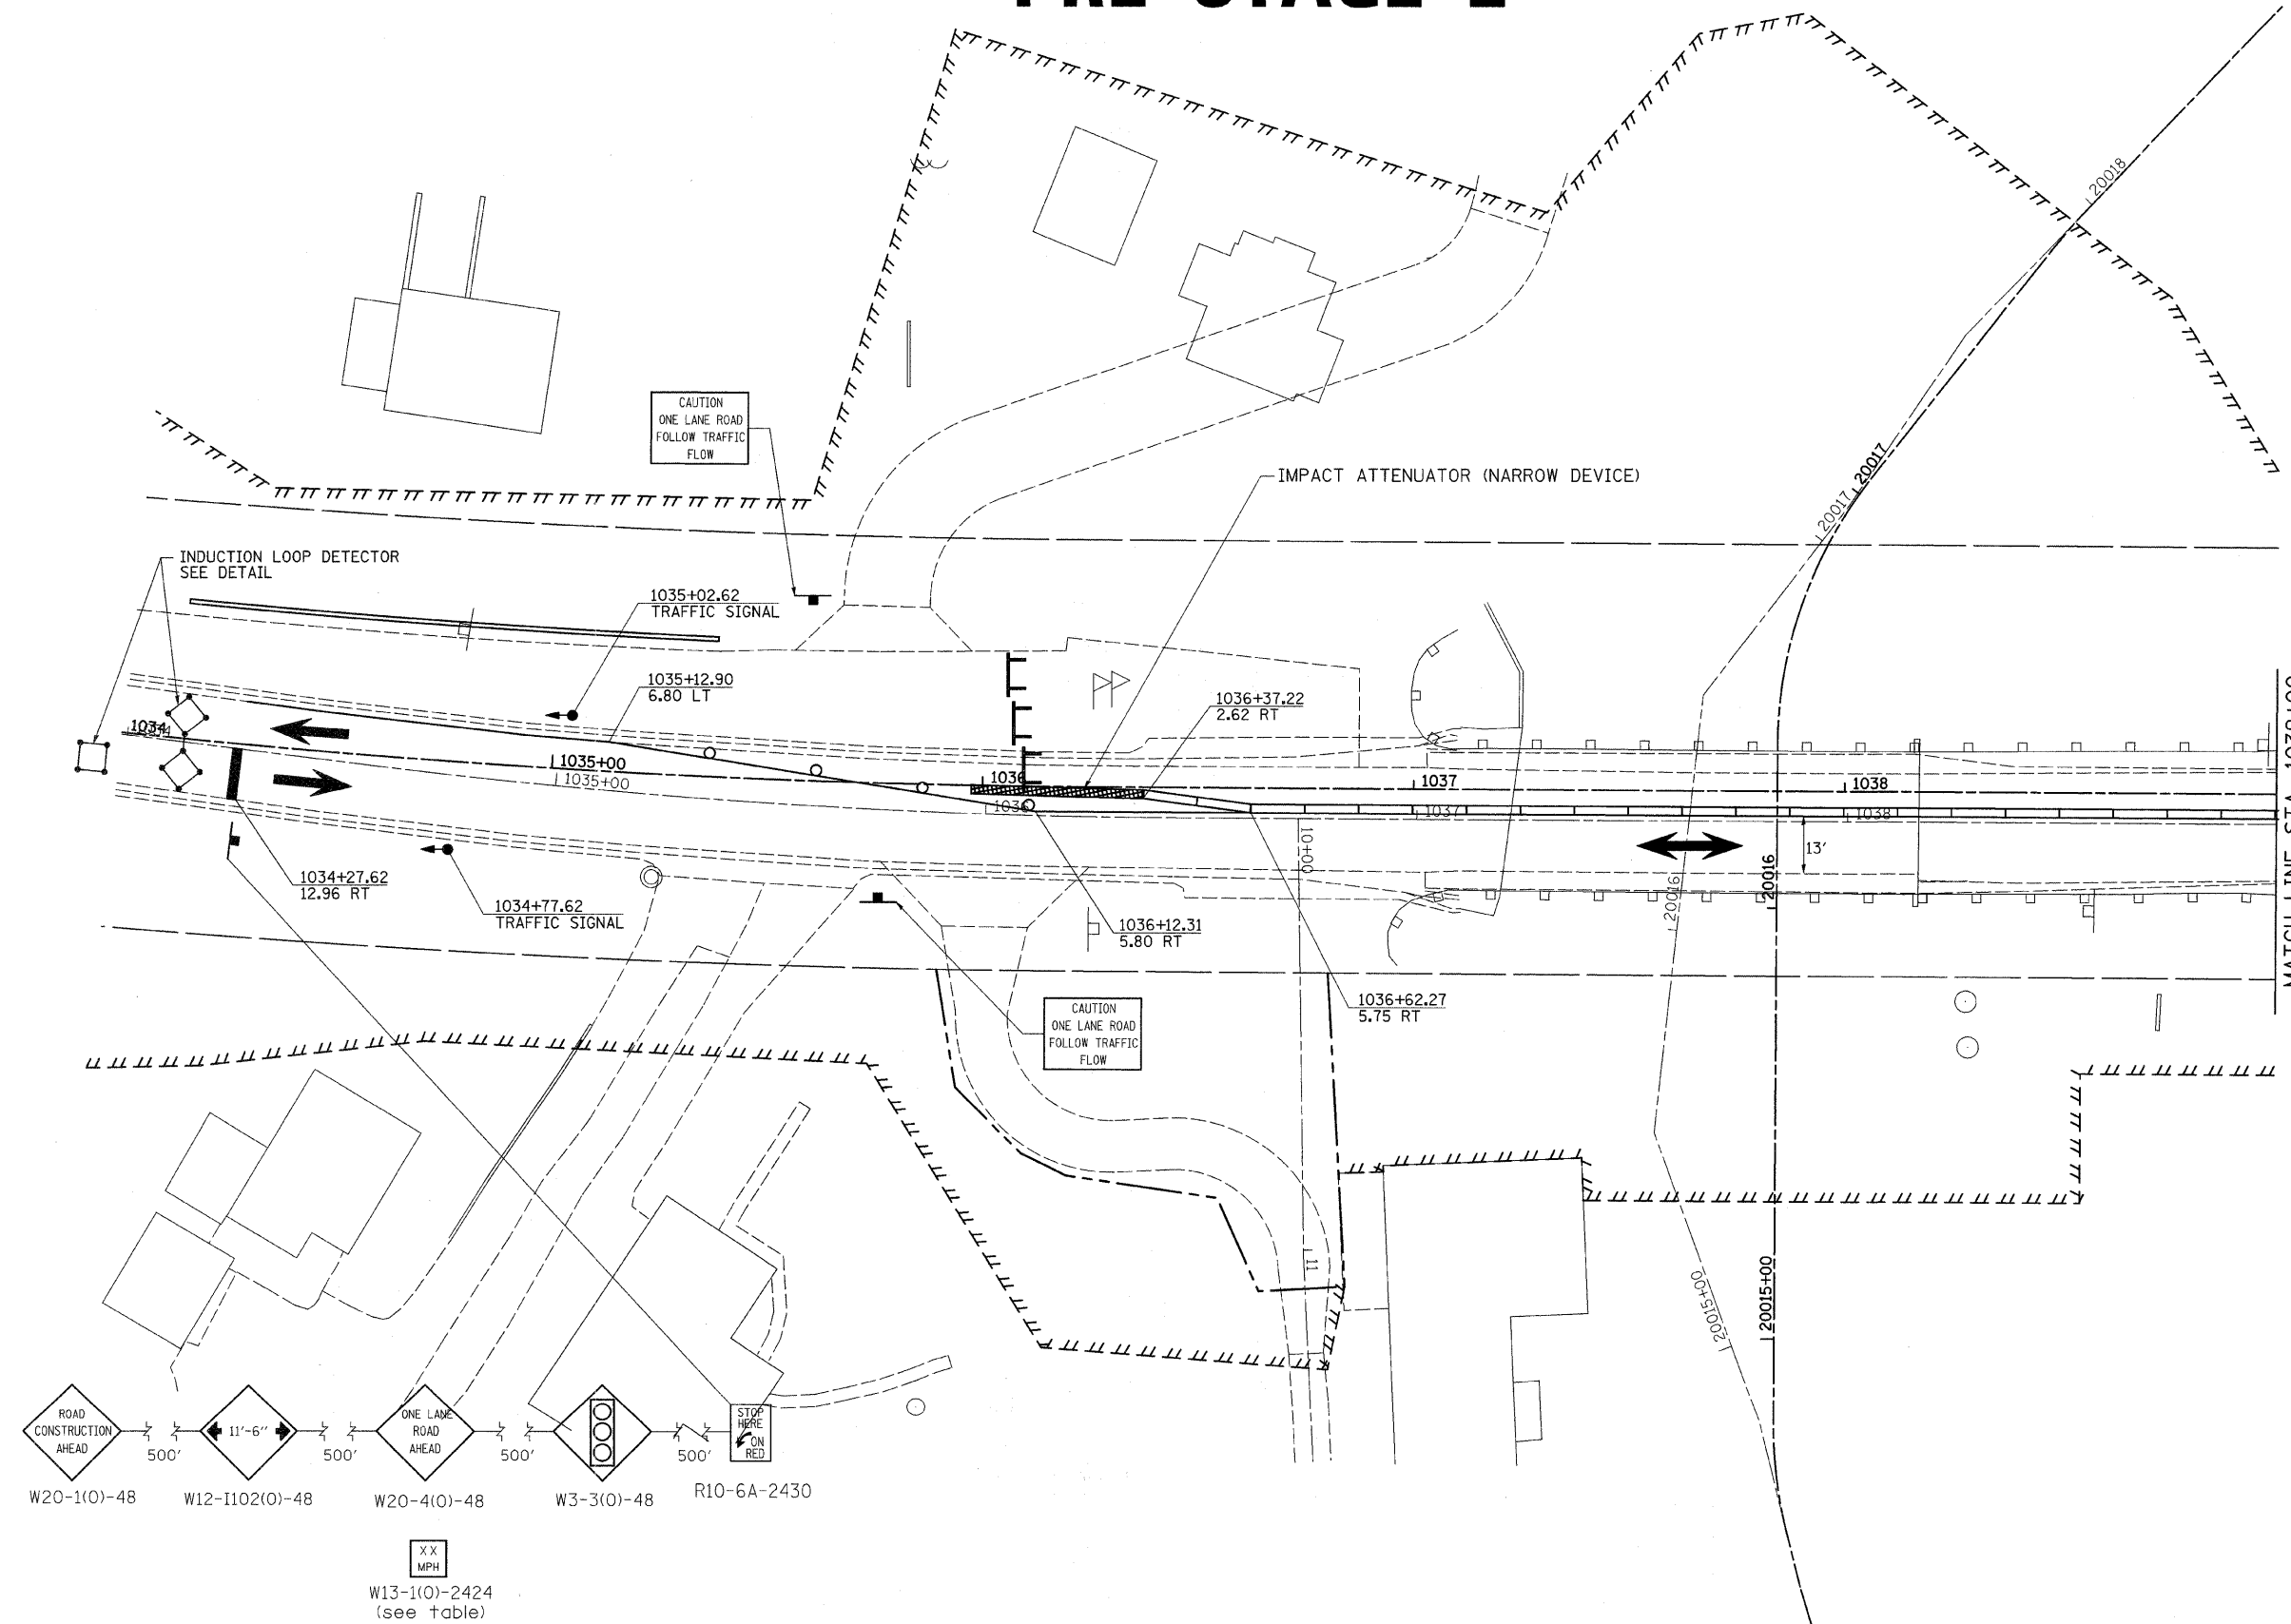 20018
CAUTION
ONE LANE ROAD
FOLLOW TRAFFIC
FLOW
IMPACT ATTENUATOR (NARROW DEVICE)
20017
20017
INDUCTION LOOP DETECTOR
SEE DETAIL
1035+02.62
TRAFFIC SIGNAL
1035+12.90
6.80 LT
1036+37.22
2.62 RT
1034
1035+00
1035+00
1036
1036
1037
1037
1038
1038
13'
10+00
20016
20016
1034+27.62
12.96 RT
1034+77.62
TRAFFIC SIGNAL
1036+12.31
5.80 RT
1036+62.27
5.75 RT
CAUTION
ONE LANE ROAD
FOLLOW TRAFFIC
FLOW
11
20015+00
20015+00
ROAD
CONSTRUCTION
AHEAD
500'
11'-6"
500'
ONE LANE
ROAD
AHEAD
500'
500'
STOP
HERE
ON
RED
W20-1(O)-48
W12-I102(O)-48
W20-4(O)-48
W3-3(O)-48
R10-6A-2430
XX
MPH
W13-1(O)-2424
(see table)